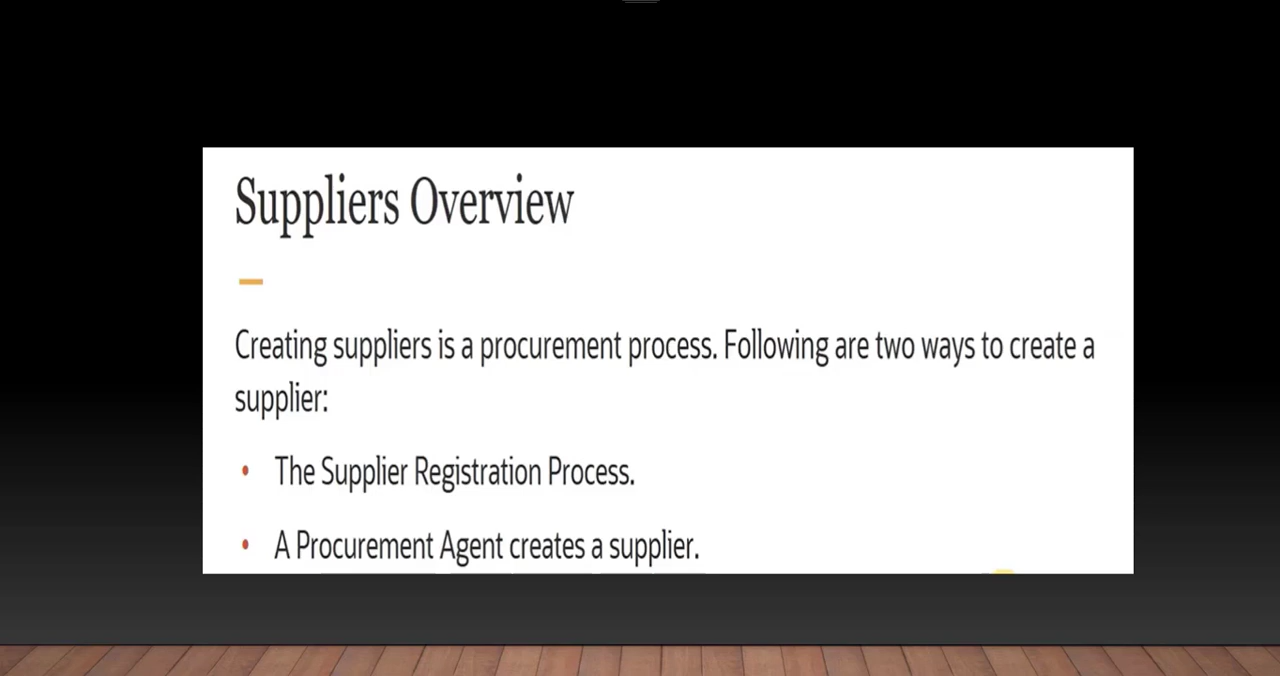 Suppliers Overview
Creating suppliers is a procurement process. Following are two ways to create a
supplier:
• The Supplier Registration Process.
• A Procurement Agent creates a supplier.